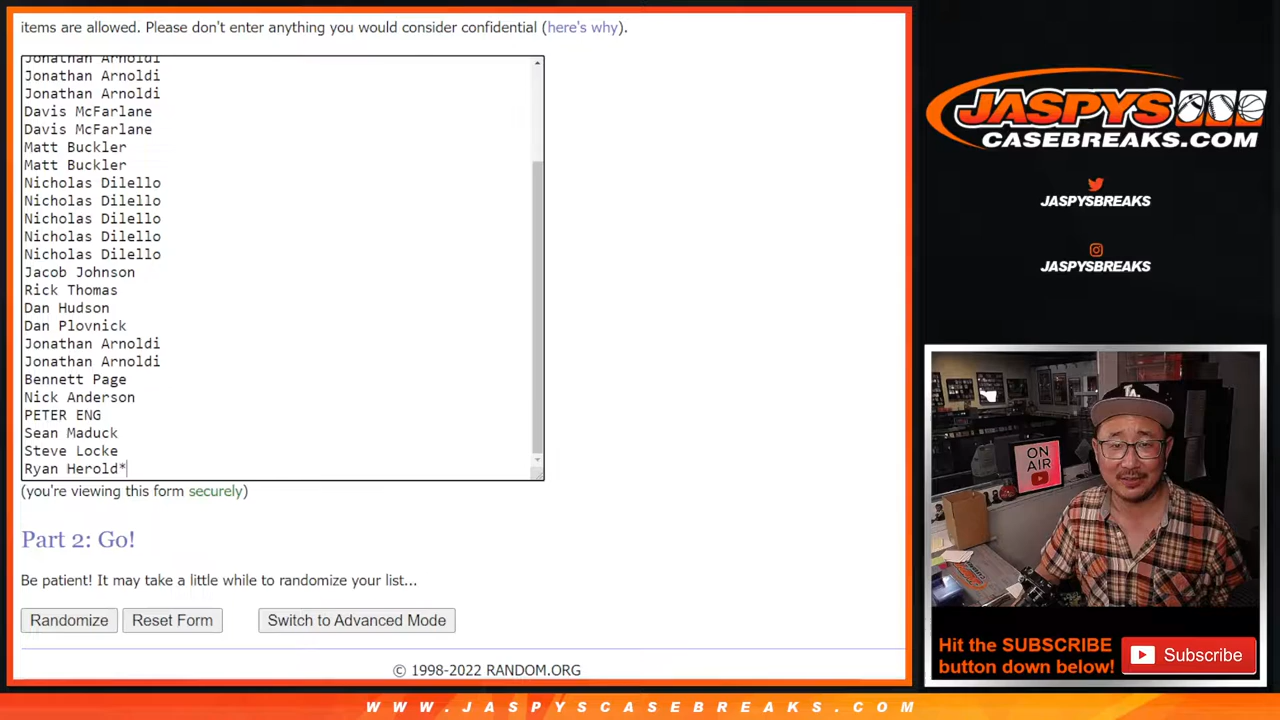 items are allowed. Please don't enter anything you would consider confidential (here's why).
Jonathan Arnoldi
Jonathan Arnoldi
Jonathan Arnoldi
Davis McFarlane
Davis McFarlane
Matt Buckler
Matt Buckler
Nicholas Dilello
Nicholas Dilello
Nicholas Dilello
Nicholas Dilello
Nicholas Dilello
Jacob Johnson
Rick Thomas
Dan Hudson
Dan Plovnick
Jonathan Arnoldi
Jonathan Arnoldi
Bennett Page
Nick Anderson
PETER ENG
Sean Maduck
Steve Locke
Ryan Herold*
(you're viewing this form securely)
Part 2: Go!
Be patient! It may take a little while to randomize your list...
Randomize
Reset Form
Switch to Advanced Mode
© 1998-2022 RANDOM.ORG
JASPYS
CASEBREAKS.COM
JASPYSBREAKS
JASPYSBREAKS
ON
AIR
Hit the SUBSCRIBE
button down below!
Subscribe
WWW.JASPYSCASEBREAKS.COM